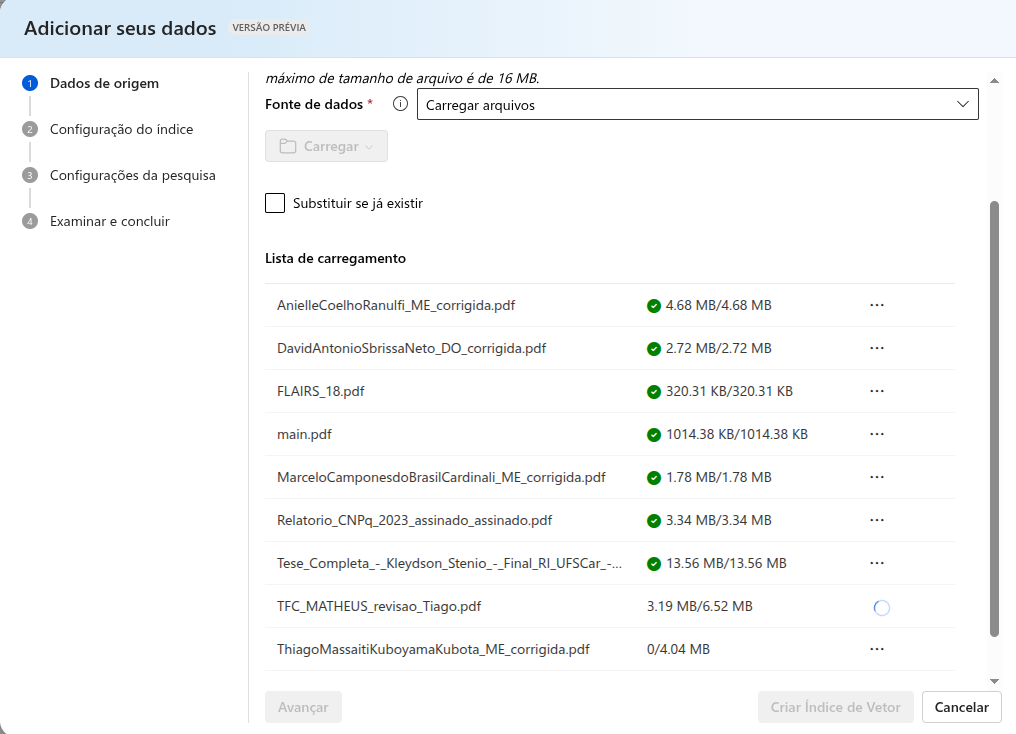 Adicionar seus dados VERSÃO PRÉVIA
1 Dados de origem
2 Configuração do índice
3 Configurações da pesquisa
4 Examinar e concluir
máximo de tamanho de arquivo é de 16 MB.
Fonte de dados * Carregar arquivos
Carregar
Substituir se já existir
Lista de carregamento
AnielleCoelhoRanulfi_ME_corrigida.pdf 4.68 MB/4.68 MB ...
DavidAntonioSbrissaNeto_DO_corrigida.pdf 2.72 MB/2.72 MB ...
FLAIRS_18.pdf 320.31 KB/320.31 KB ...
main.pdf 1014.38 KB/1014.38 KB ...
MarceloCamponesdoBrasilCardinali_ME_corrigida.pdf 1.78 MB/1.78 MB ...
Relatorio_CNPq_2023_assinado_assinado.pdf 3.34 MB/3.34 MB ...
Tese_Completa_-_Kleydson_Stenio_-_Final_RI_UFSCar_-... 13.56 MB/13.56 MB ...
TFC_MATHEUS_revisao_Tiago.pdf 3.19 MB/6.52 MB
ThiagoMassaitiKuboyamaKubota_ME_corrigida.pdf 0/4.04 MB ...
Avançar Criar Índice de Vetor Cancelar